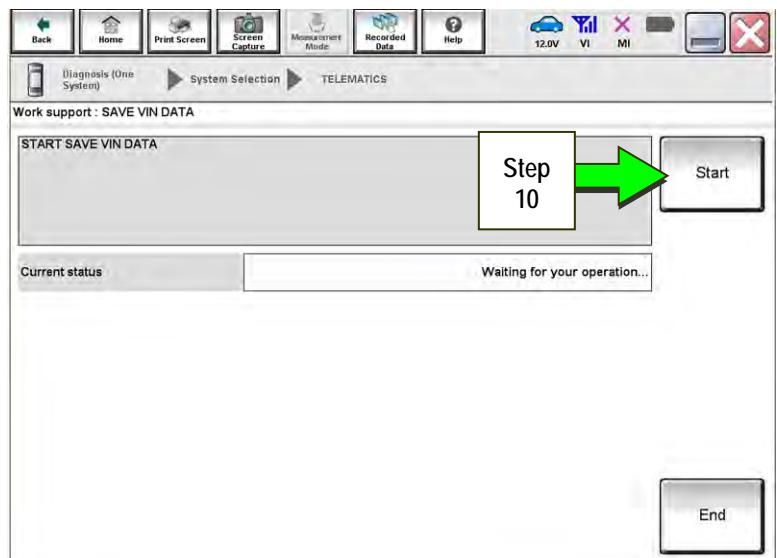 Back
Home
Print Screen
Screen
Capture
Measurement
Mode
Recorded
Data
Help
12.0V
VI
MI
Diagnosis (One
System)
System Selection
TELEMATICS
Work support : SAVE VIN DATA
START SAVE VIN DATA
Step
10
Start
Current status
Waiting for your operation...
End